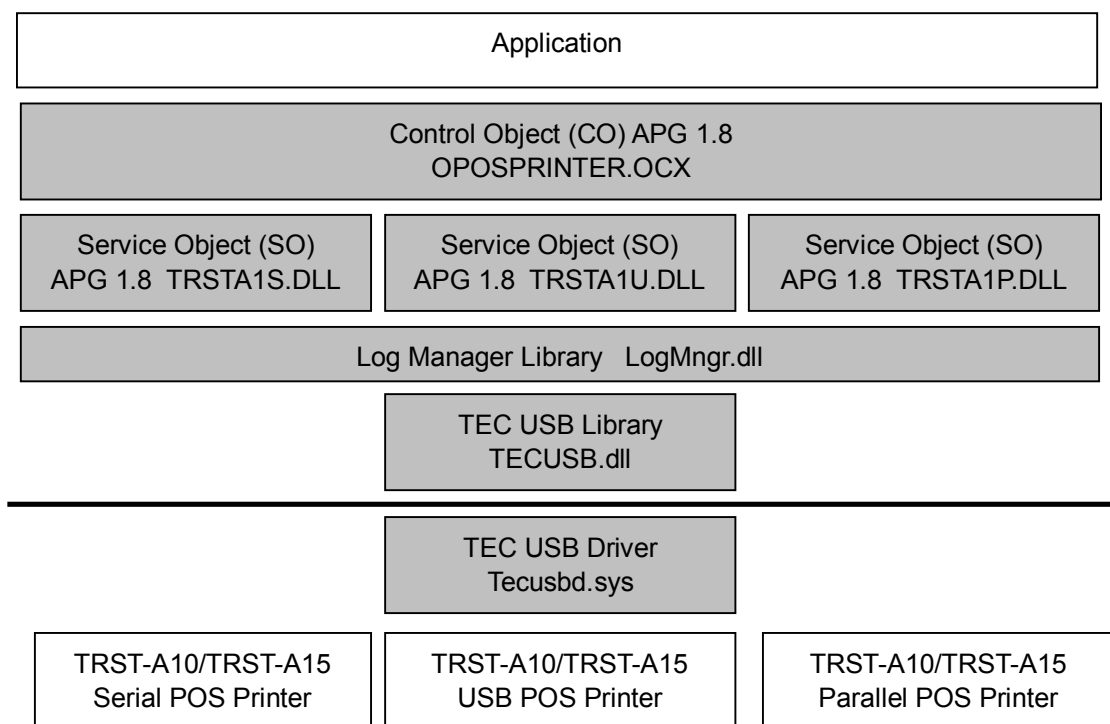 Application
Control Object (CO) APG 1.8
OPOSPRINTER.OCX
Service Object (SO)
APG 1.8 TRSTA1S.DLL
Service Object (SO)
APG 1.8 TRSTA1U.DLL
Service Object (SO)
APG 1.8 TRSTA1P.DLL
Log Manager Library LogMngr.dll
TEC USB Library
TECUSB.dll
TEC USB Driver
Tecusbd.sys
TRST-A10/TRST-A15
Serial POS Printer
TRST-A10/TRST-A15
USB POS Printer
TRST-A10/TRST-A15
Parallel POS Printer